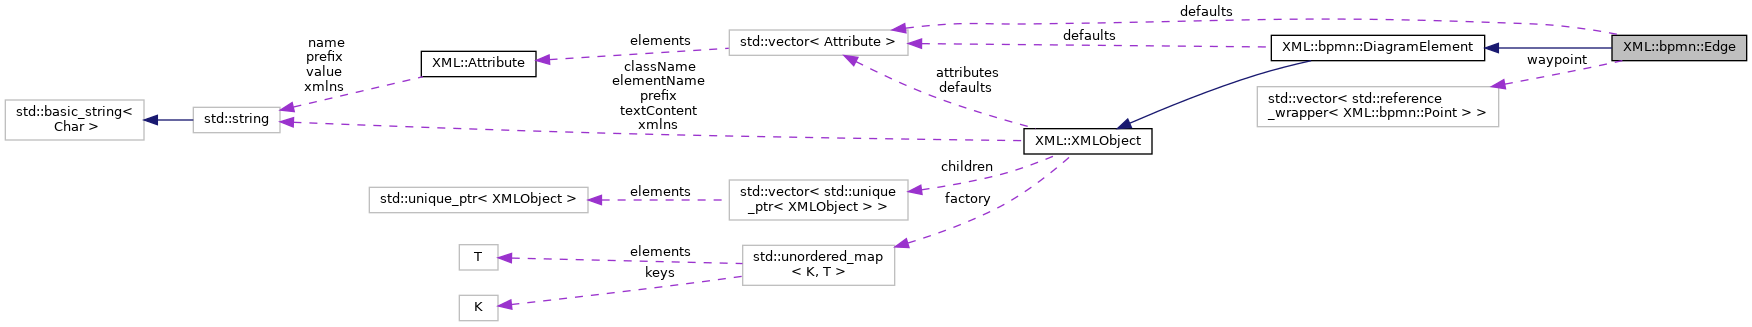 defaults
name
prefix
value
xmlns
elements
std::vector< Attribute >
defaults
XML::bpmn::DiagramElement
XML::bpmn::Edge
XML::Attribute
waypoint
className
elementName
prefix
textContent
xmlns
attributes
defaults
std::vector< std::reference
_wrapper< XML::bpmn::Point > >
std::basic_string<
Char >
std::string
XML::XMLObject
children
std::unique_ptr< XMLObject >
elements
std::vector< std::unique
_ptr< XMLObject > >
factory
T
elements
std::unordered_map
< K, T >
keys
K